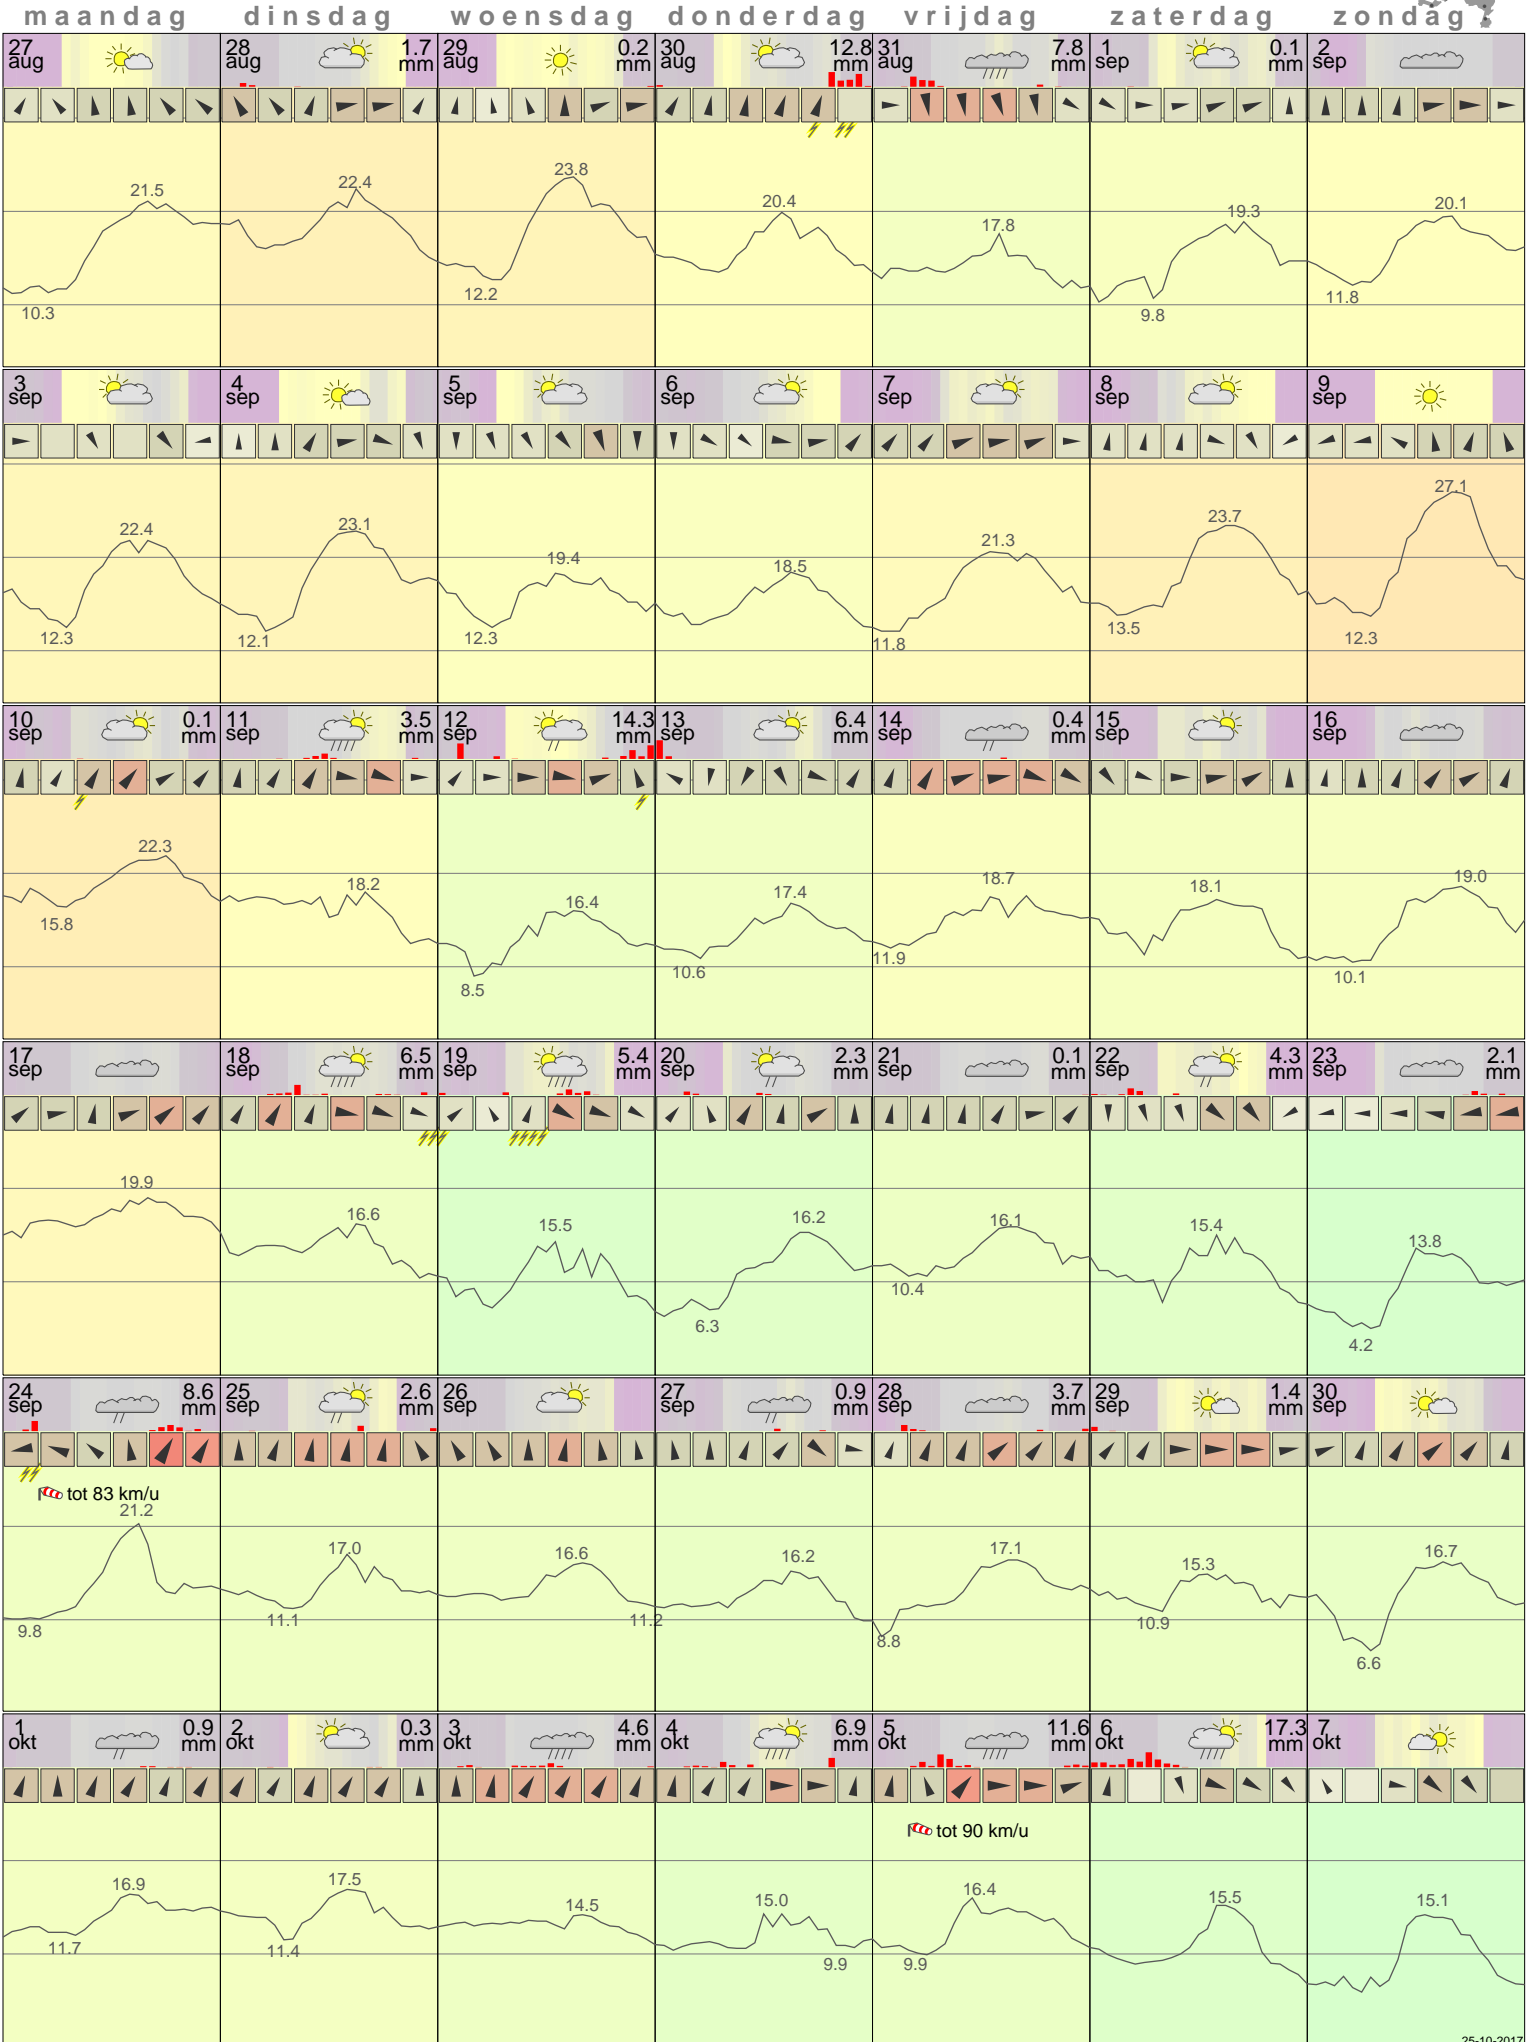 maandag dinsdag woensdag donderdag vrijdag zaterdag zondag
27 28 1.7 29 0.2 30 12.8 31 7.8 1 0.1 2
aug aug mm aug mm aug mm aug mm sep mm sep
21.5 22.4 23.8 20.4 17.8 19.3 20.1
10.3 12.2 9.8 11.8
3 4 5 6 7 8 9
sep sep sep sep sep sep sep
22.4 23.1 19.4 18.5 21.3 23.7 27.1
12.3 12.1 12.3 11.8 13.5 12.3
10 0.1 11 3.5 12 14.3 13 6.4 14 0.4 15 16
sep mm sep mm sep mm sep mm sep mm sep sep
22.3 18.2 16.4 17.4 18.7 18.1 19.0
15.8 8.5 10.6 11.9 10.1
17 18 6.5 19 5.4 20 2.3 21 0.1 22 4.3 23 2.1
sep sep mm sep mm sep mm sep mm sep mm sep mm
19.9 16.6 15.5 16.2 16.1 15.4 13.8
6.3 10.4 4.2
24 8.6 25 2.6 26 27 0.9 28 3.7 29 1.4 30
sep mm sep mm sep sep mm sep mm sep mm sep
tot 83 km/u
21.2 17.0 16.6 16.2 17.1 15.3 16.7
9.8 11.1 11.2 8.8 10.9 6.6
1 0.9 2 0.3 3 4.6 4 6.9 5 11.6 6 17.3 7
okt mm okt mm okt mm okt mm okt mm okt mm okt
tot 90 km/u
16.9 17.5 14.5 15.0 16.4 15.5 15.1
11.7 11.4 9.9 9.9
25-10-2017